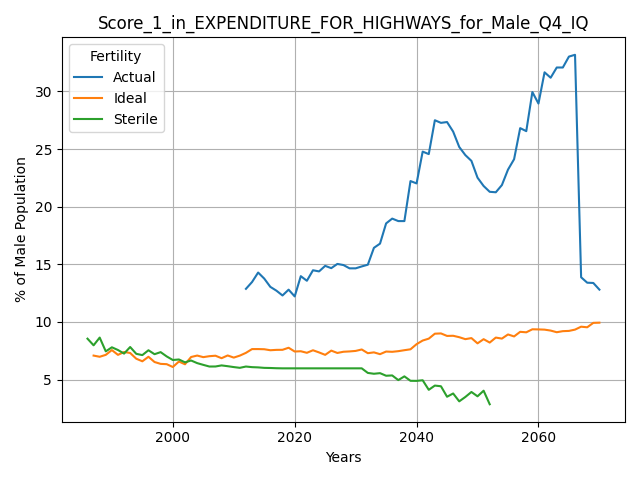 Score_1_in_EXPENDITURE_FOR_HIGHWAYS_for_Male_Q4_IQ
Fertility
Actual
Ideal
Sterile
% of Male Population
30
25
20
15
10
5
2000
2020
2040
2060
Years